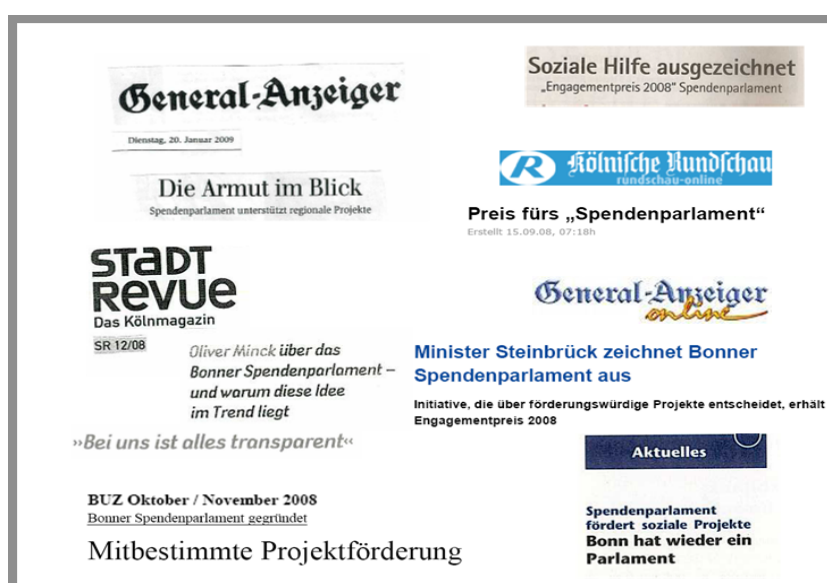 General-Anzeiger
Dienstag, 20. Januar 2009
Die Armut im Blick
Spendenparlament unterstützt regionale Projekte
STADT
REVUE
Das Kölnmagazin
SR 12/08
Oliver Minck über das
Bonner Spendenparlament –
und warum diese Idee
im Trend liegt
»Bei uns ist alles transparent«
BUZ Oktober / November 2008
Bonner Spendenparlament gegründet
Mitbestimmte Projektförderung
Soziale Hilfe ausgezeichnet
„Engagementpreis 2008" Spendenparlament
R Kölnische Rundschau
rundschau-online
Preis fürs „Spendenparlament“
Erstellt 15.09.08, 07:18h
General-Anzeiger
online
Minister Steinbrück zeichnet Bonner
Spendenparlament aus
Initiative, die über förderungswürdige Projekte entscheidet, erhält
Engagementpreis 2008
Aktuelles
Spendenparlament
fördert soziale Projekte
Bonn hat wieder ein
Parlament